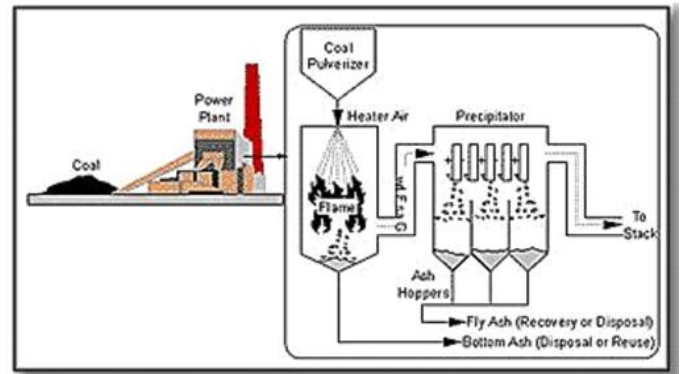 Coal
Pulverizer
Power
Plant
Heater Air
Precipitator
Coal
Flame
To
Stack
Ash
Hoppers
Fly Ash (Recovery or Disposal)
Bottom Ash (Disposal or Reuse)